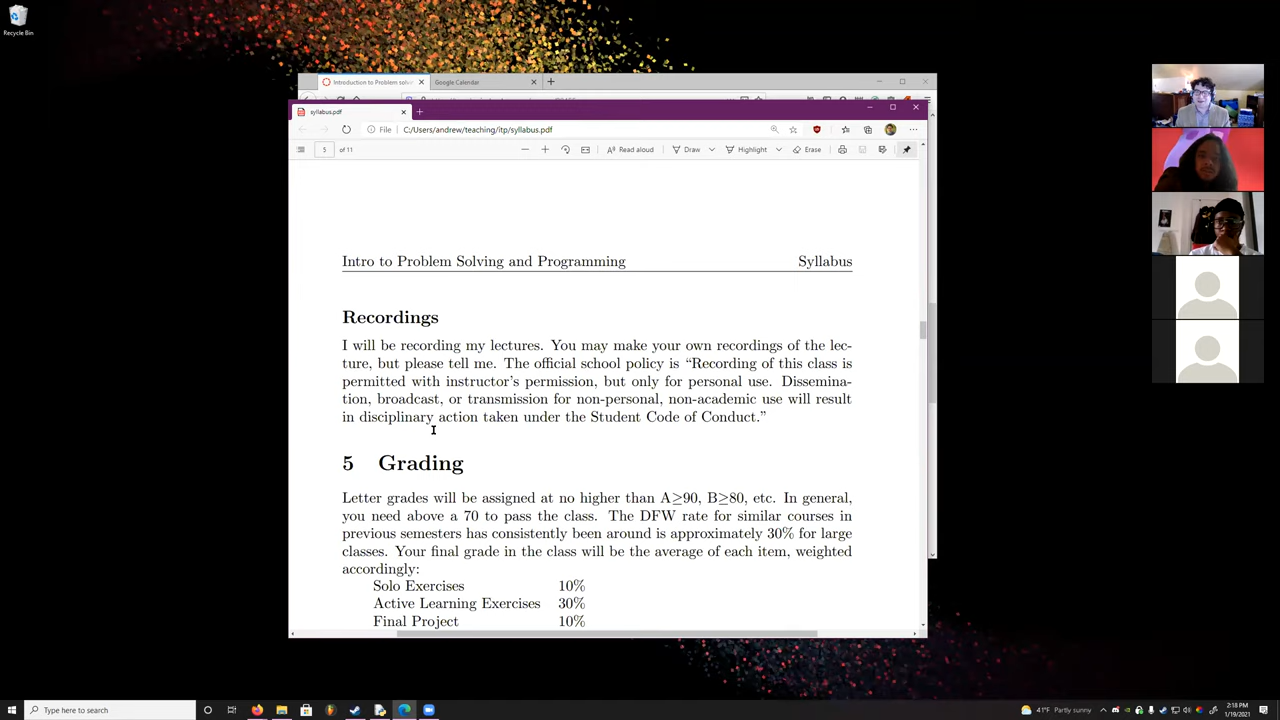 Recycle Bin
Introduction to Problem solvi
Google Calendar
syllabus.pdf
File C:/Users/andrew/teaching/itp/syllabus.pdf
5 of 11 Read aloud Draw Highlight Erase
Intro to Problem Solving and Programming Syllabus
Recordings
I will be recording my lectures. You may make your own recordings of the lec-
ture, but please tell me. The official school policy is “Recording of this class is
permitted with instructor’s permission, but only for personal use. Dissemina-
tion, broadcast, or transmission for non-personal, non-academic use will result
in disciplinary action taken under the Student Code of Conduct.”
5 Grading
Letter grades will be assigned at no higher than A≥90, B≥80, etc. In general,
you need above a 70 to pass the class. The DFW rate for similar courses in
previous semesters has consistently been around is approximately 30% for large
classes. Your final grade in the class will be the average of each item, weighted
accordingly:
Solo Exercises 10%
Active Learning Exercises 30%
Final Project 10%
Type here to search
41°F Partly sunny
2:18 PM
1/19/2021